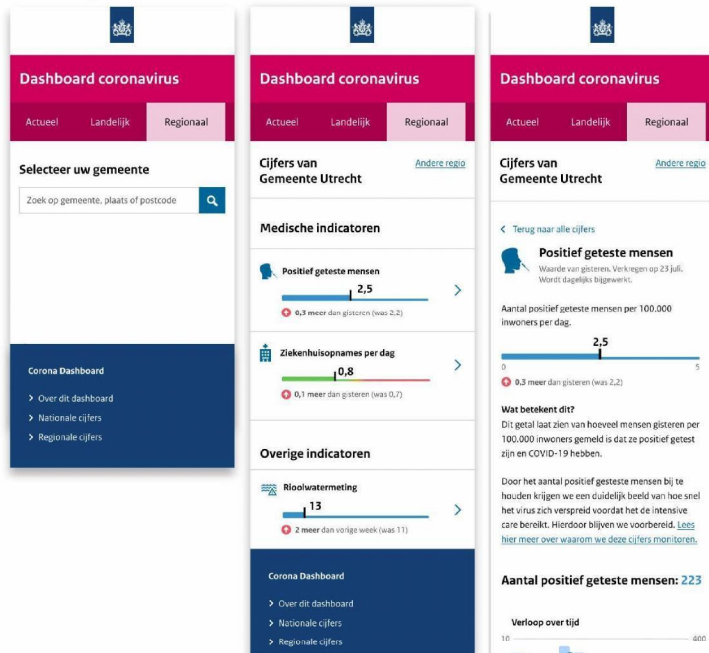 Dashboard coronavirus
Actueel Landelijk Regionaal
Selecteer uw gemeente
Zoek op gemeente, plaats of postcode
Corona Dashboard
Over dit dashboard
Nationale cijfers
Regionale cijfers
Dashboard coronavirus
Actueel Landelijk Regionaal
Cijfers van
Gemeente Utrecht
Andere regio
Medische indicatoren
Positief geteste mensen
2,5
0,3 meer dan gisteren (was 2,2)
Ziekenhuisopnames per dag
0,8
0,1 meer dan gisteren (was 0,7)
Overige indicatoren
Rioolwatermeting
13
2 meer dan vorige week (was 11)
Corona Dashboard
Over dit dashboard
Nationale cijfers
Regionale cijfers
Dashboard coronavirus
Actueel Landelijk Regionaal
Cijfers van
Gemeente Utrecht
Andere regio
Terug naar alle cijfers
Positief geteste mensen
Waarde van gisteren. Verkregen op 23 juli.
Wordt dagelijks bijgewerkt.
Aantal positief geteste mensen per 100.000
inwoners per dag.
2,5
0 5
0,3 meer dan gisteren (was 2,2)
Wat betekent dit?
Dit getal laat zien van hoeveel mensen gisteren per
100.000 inwoners gemeld is dat ze positief getest
zijn en COVID-19 hebben.
Door het aantal positief gesteste mensen bij te
houden krijgen we een duidelijk beeld van hoe snel
het virus zich verspreid voordat het de intensive
care bereikt. Hierdoor blijven we voorbereid. Lees
hier meer over waarom we deze cijfers monitoren.
Aantal positief geteste mensen: 223
Verloop over tijd
10 400